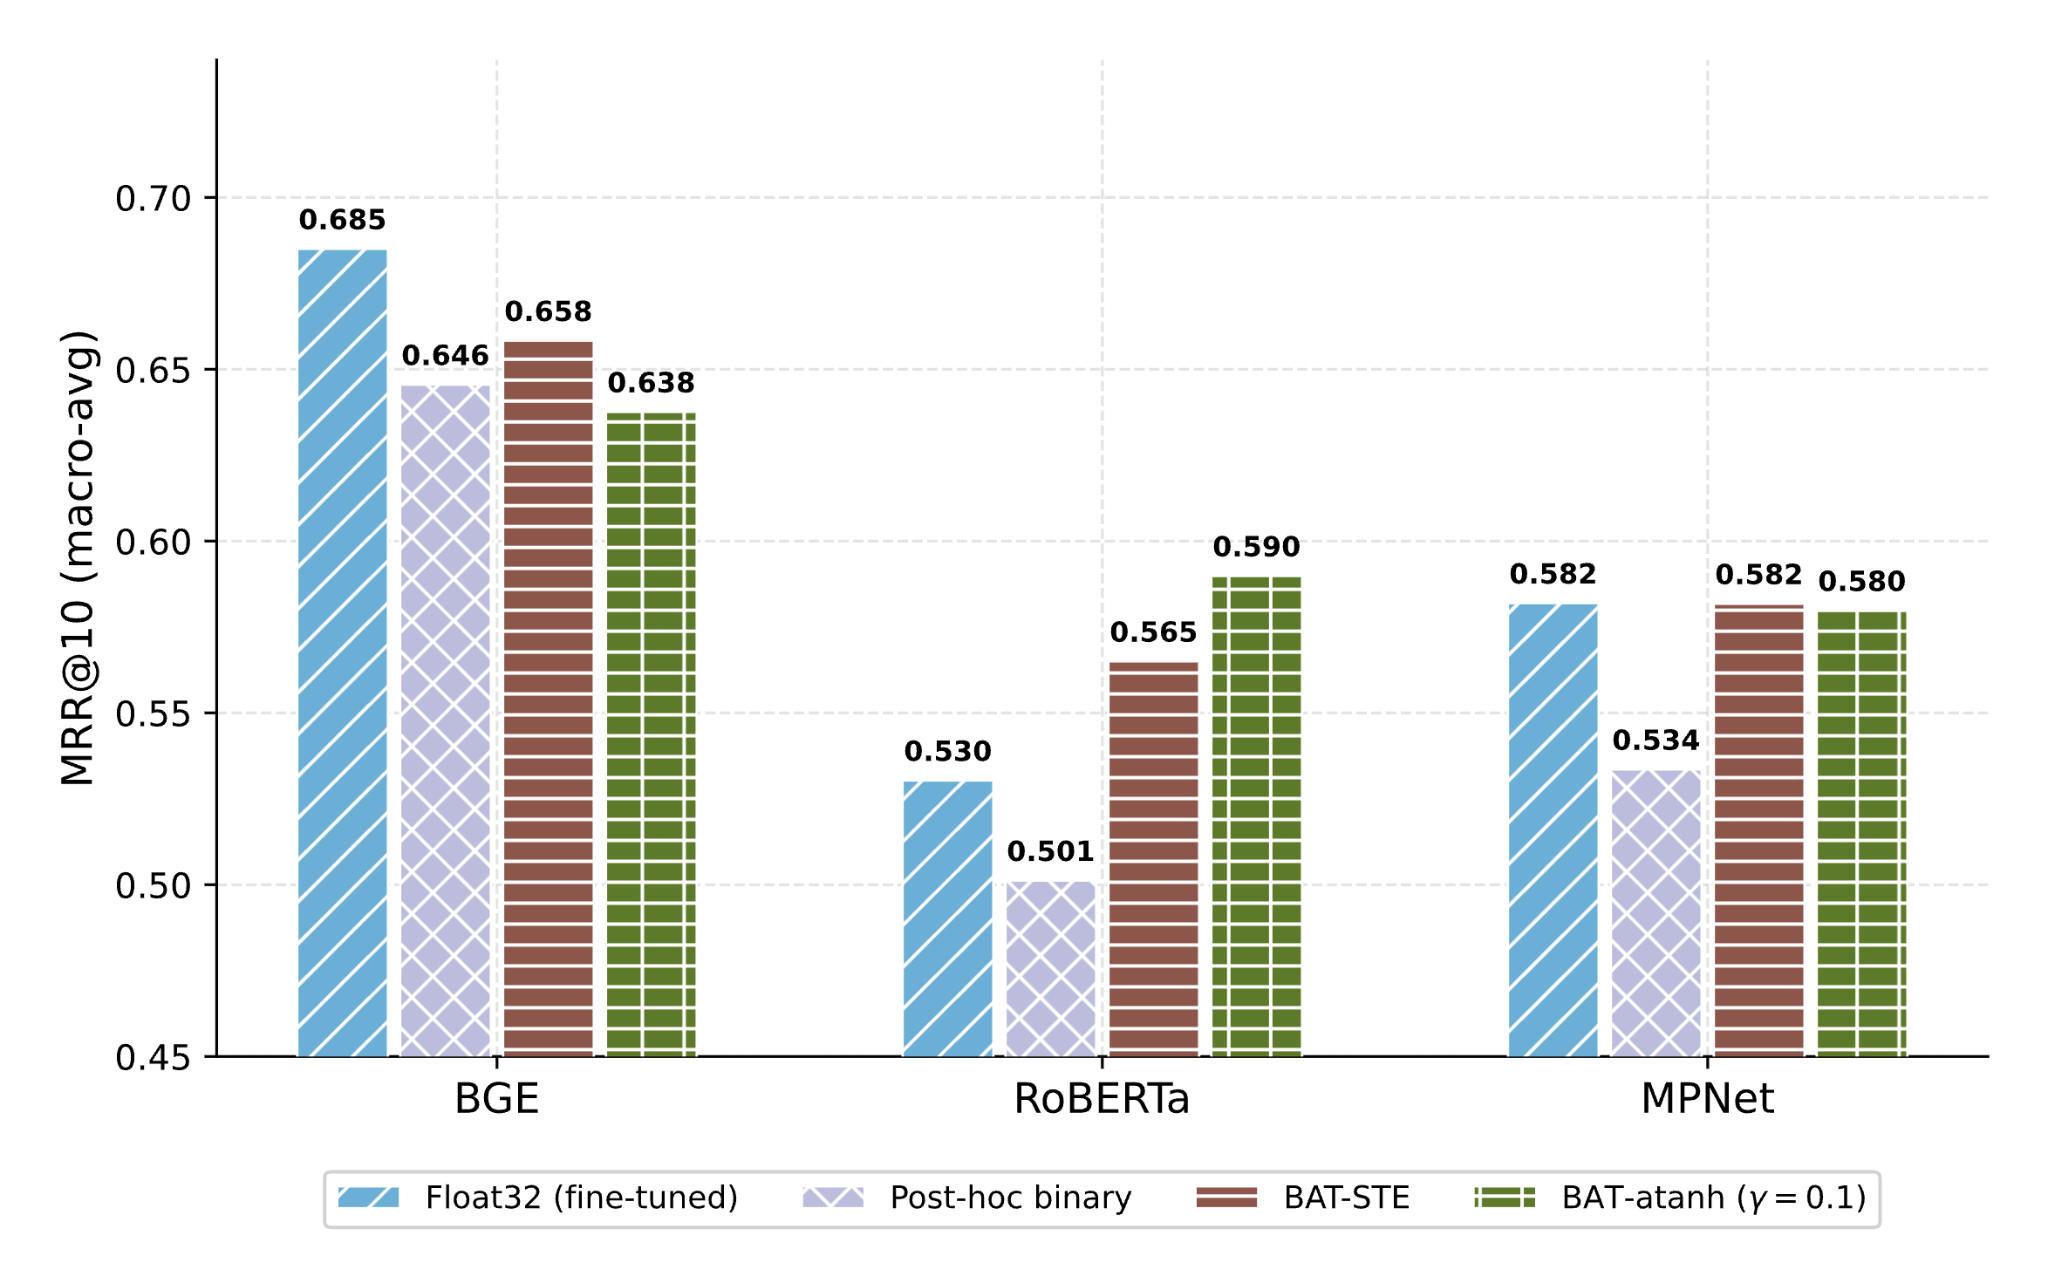 MRR@10 (macro-avg)
0.70
0.65
0.60
0.55
0.50
0.45
0.685
0.646
0.658
0.638
0.530
0.501
0.565
0.590
0.582
0.534
0.582
0.580
BGE
RoBERTa
MPNet
Float32 (fine-tuned)
Post-hoc binary
BAT-STE
BAT-atanh (γ = 0.1)